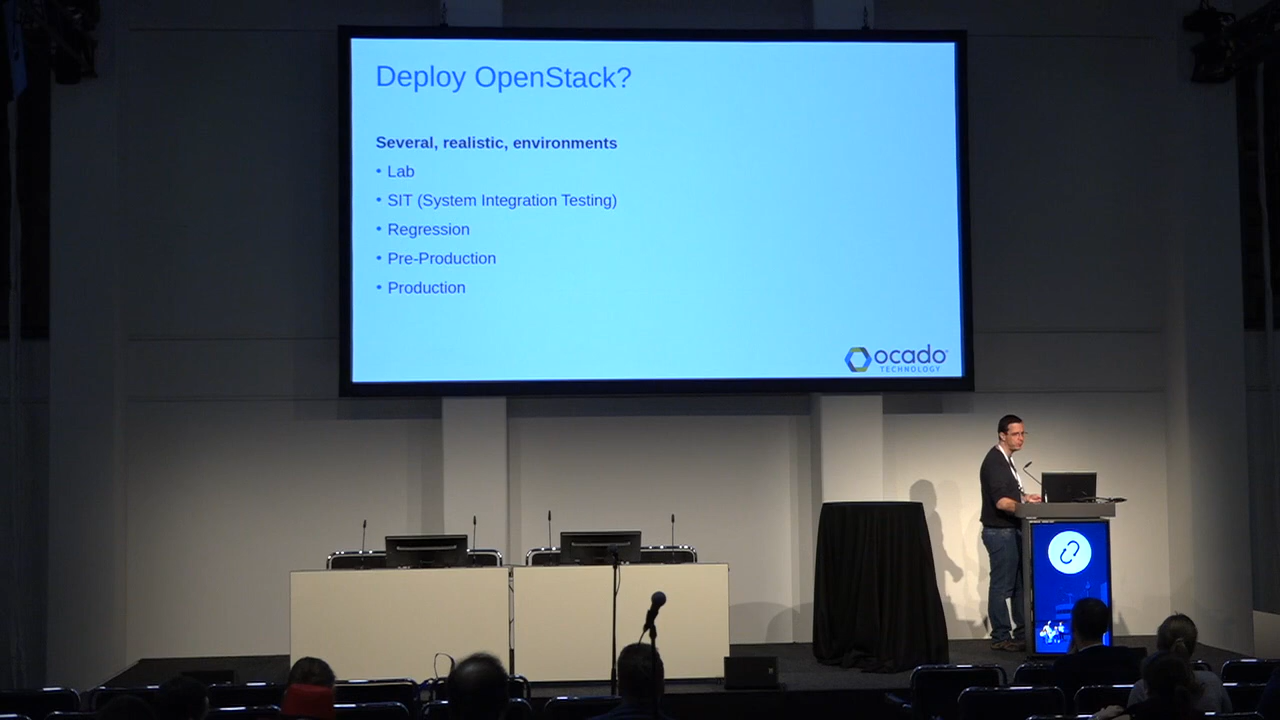 Deploy OpenStack?
Several, realistic, environments
• Lab
• SIT (System Integration Testing)
• Regression
• Pre-Production
• Production
ocado
TECHNOLOGY